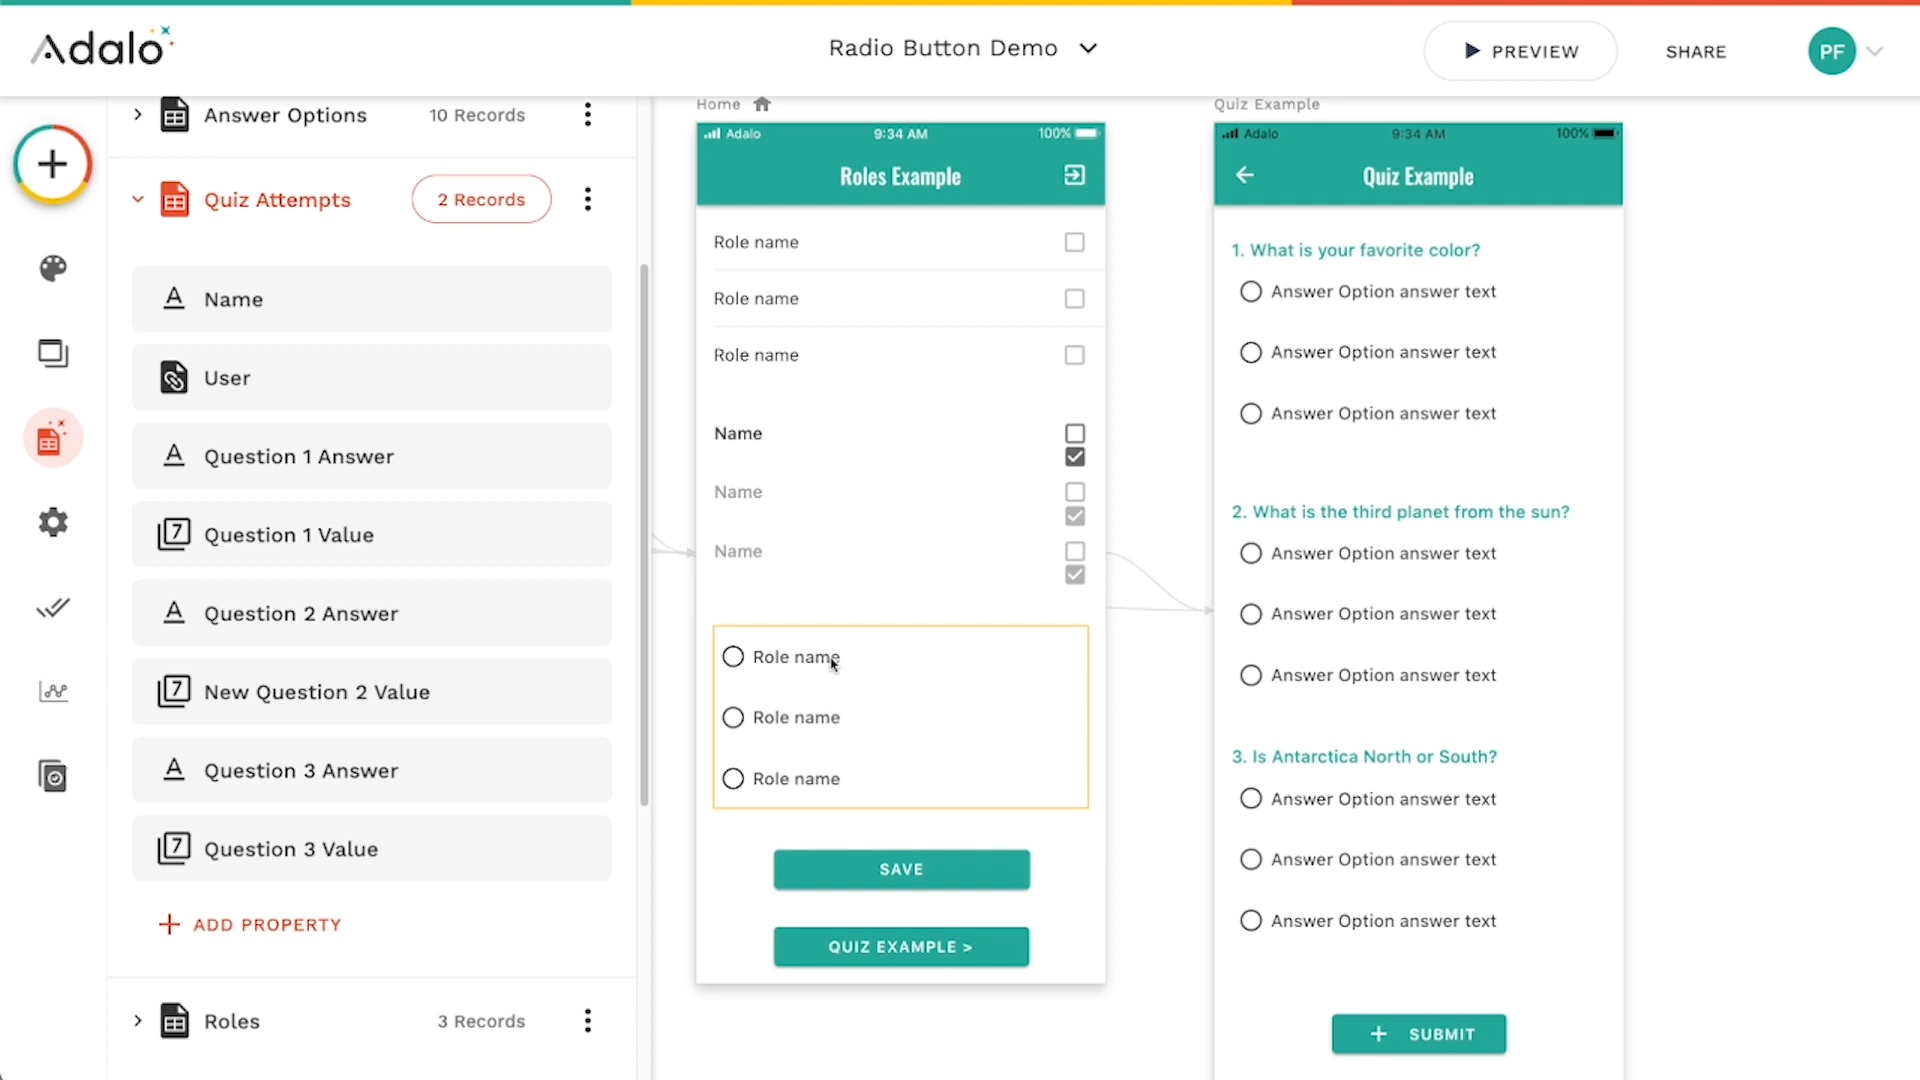 Adalo
Radio Button Demo
PREVIEW
SHARE
PF
Answer Options
10 Records
Quiz Attempts
2 Records
Name
User
Question 1 Answer
7
Question 1 Value
Question 2 Answer
7
New Question 2 Value
Question 3 Answer
7
Question 3 Value
ADD PROPERTY
Roles
3 Records
Home
Adalo
9:34 AM
100%
Roles Example
Role name
Role name
Role name
Name
Name
Name
Role name
Role name
Role name
SAVE
QUIZ EXAMPLE >
Quiz Example
Adalo
9:34 AM
100%
Quiz Example
1. What is your favorite color?
Answer Option answer text
Answer Option answer text
Answer Option answer text
2. What is the third planet from the sun?
Answer Option answer text
Answer Option answer text
Answer Option answer text
3. Is Antarctica North or South?
Answer Option answer text
Answer Option answer text
Answer Option answer text
+ SUBMIT